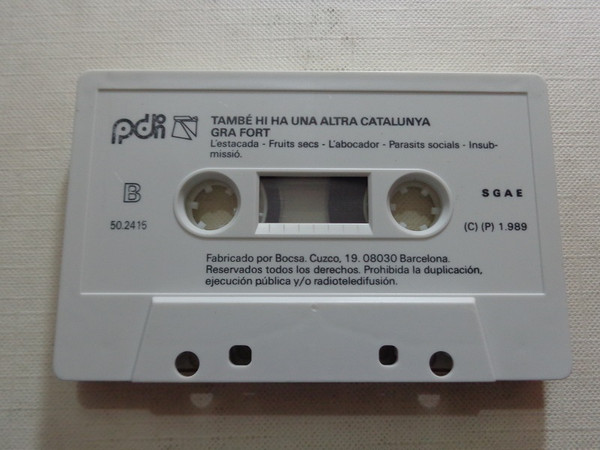 pdi
TAMBÉ HI HA UNA ALTRA CATALUNYA
GRA FORT
L'estacada - Fruits secs - L'abocador - Parasits socials - Insub-
missió.
B
SGAE
50.2415
(C) (P) 1.989
Fabricado por Bocsa. Cuzco, 19. 08030 Barcelona.
Reservados todos los derechos. Prohibida la duplicación,
ejecución pública y/o radioteledifusión.